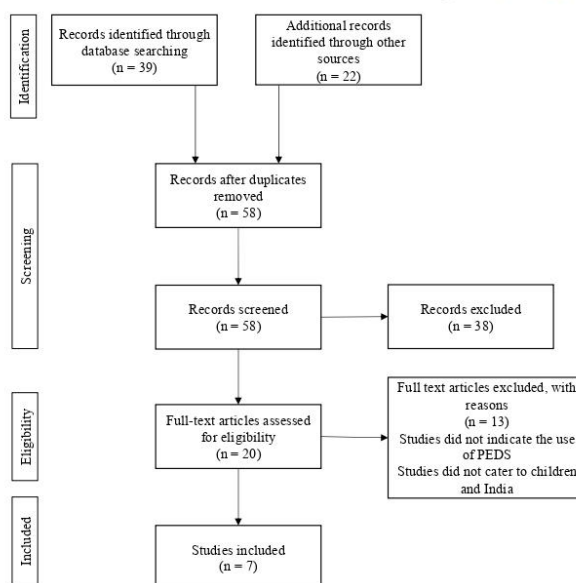 Identification
Records identified through
database searching
(n = 39)
Additional records
identified through other
sources
(n = 22)
Screening
Records after duplicates
removed
(n = 58)
Records screened
(n = 58)
Records excluded
(n = 38)
Eligibility
Full-text articles assessed
for eligibility
(n = 20)
Full text articles excluded, with
reasons
(n = 13)
Studies did not indicate the use
of PEDS
Studies did not cater to children
and India
Included
Studies included
(n = 7)